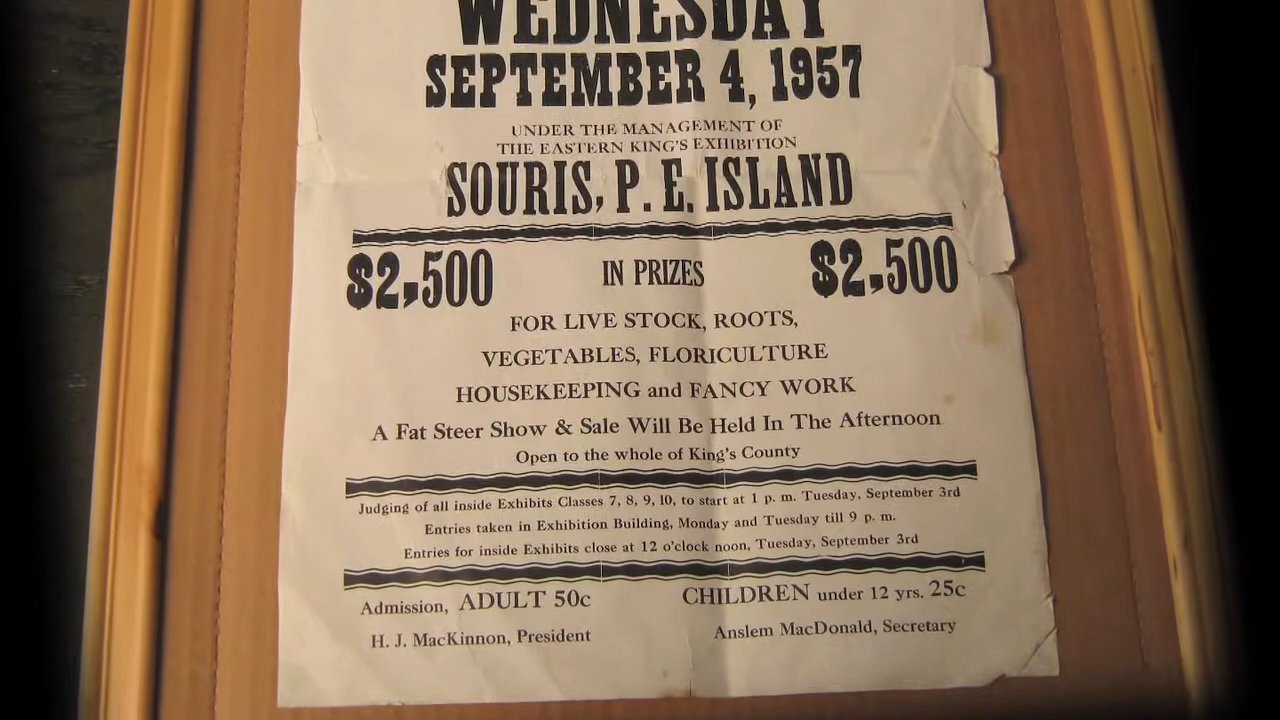 WEDNESDAY
SEPTEMBER 4, 1957
UNDER THE MANAGEMENT OF
THE EASTERN KING'S EXHIBITION
SOURIS, P. E. ISLAND
$2,500 IN PRIZES $2,500
FOR LIVE STOCK, ROOTS,
VEGETABLES, FLORICULTURE
HOUSEKEEPING and FANCY WORK
A Fat Steer Show & Sale Will Be Held In The Afternoon
Open to the whole of King's County
Judging of all inside Exhibits Classes 7, 8, 9, 10, to start at 1 p. m. Tuesday, September 3rd
Entries taken in Exhibition Building, Monday and Tuesday till 9 p. m.
Entries for inside Exhibits close at 12 o'clock noon, Tuesday, September 3rd
Admission, ADULT 50c CHILDREN under 12 yrs. 25c
H. J. MacKinnon, President Anslem MacDonald, Secretary